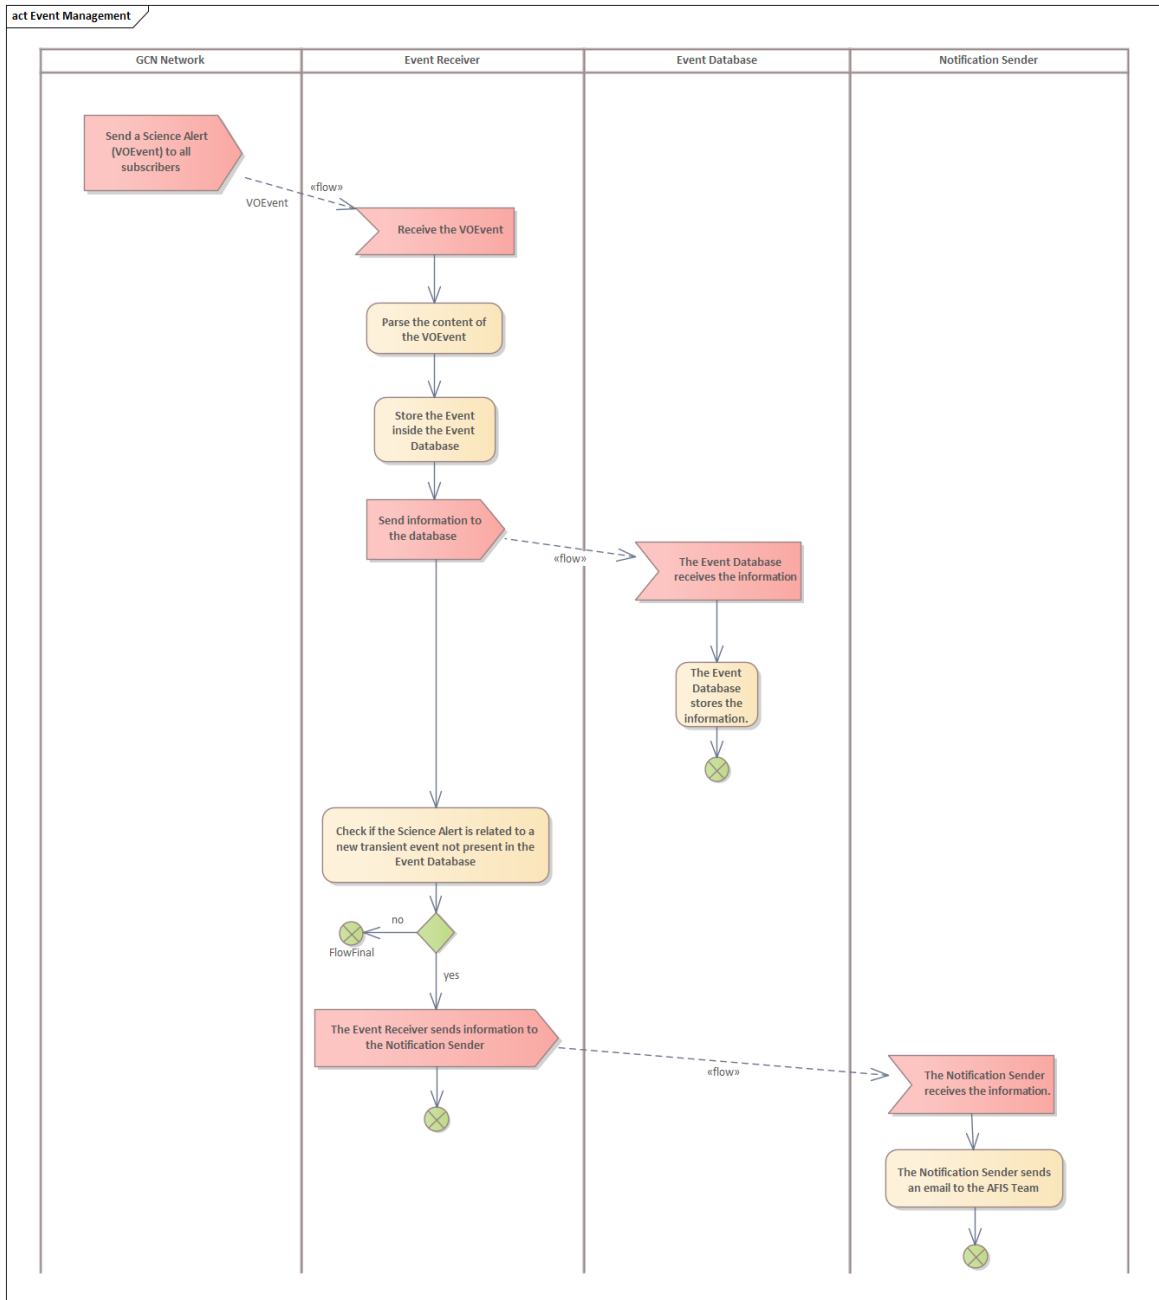 act Event Management
GCN Network
Event Receiver
Event Database
Notification Sender
Send a Science Alert
(VOEvent) to all
subscribers
«flow»
VOEvent
Receive the VOEvent
Parse the content of
the VOEvent
Store the Event
inside the Event
Database
Send information to
the database
«flow»
The Event Database
receives the information
The Event
Database
stores the
information.
Check if the Science Alert is related to a
new transient event not present in the
Event Database
no
FlowFinal
yes
The Event Receiver sends information to
the Notification Sender
«flow»
The Notification Sender
receives the information.
The Notification Sender sends
an email to the AFIS Team